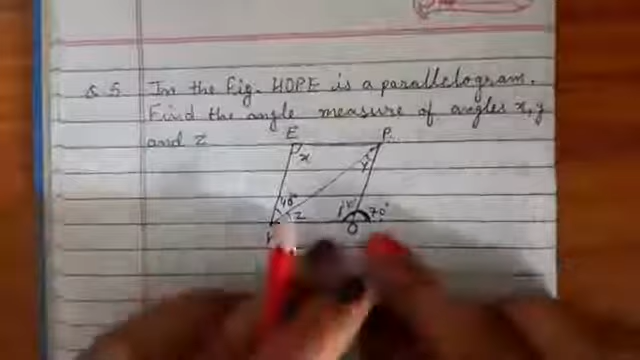 Q 5. In the Fig. HOPE is a parallelogram.
Find the angle measure of angles x, y
and z
E P
x
y
40°
z
70°
O